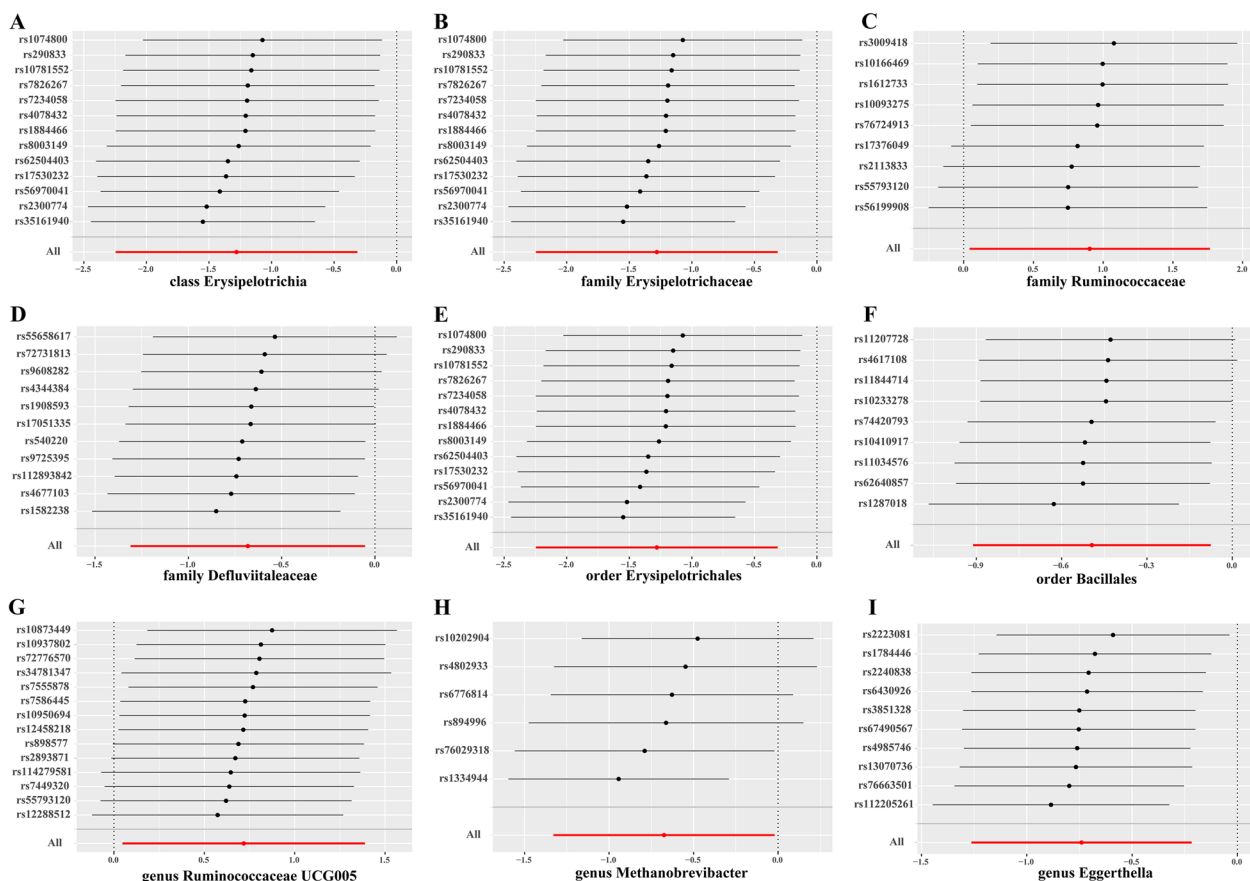 A
rs1074800
rs290833
rs10781552
rs7826267
rs7234058
rs4078432
rs1884466
rs8003149
rs62504403
rs17530232
rs56970041
rs2300774
rs35161940
All
−2.5 −2.0 −1.5 −1.0 −0.5 0.0
class Erysipelotrichia
B
rs1074800
rs290833
rs10781552
rs7826267
rs7234058
rs4078432
rs1884466
rs8003149
rs62504403
rs17530232
rs56970041
rs2300774
rs35161940
All
−2.5 −2.0 −1.5 −1.0 −0.5 0.0
family Erysipelotrichaceae
C
rs3009418
rs10166469
rs1612733
rs10093275
rs76724913
rs17376049
rs2113833
rs55793120
rs56199908
All
0.0 0.5 1.0 1.5 2.0
family Ruminococcaceae
D
rs55658617
rs72731813
rs9608282
rs4344384
rs1908593
rs17051335
rs540220
rs9725395
rs112893842
rs4677103
rs1582238
All
−1.5 −1.0 −0.5 0.0
family Defluviitaleaceae
E
rs1074800
rs290833
rs10781552
rs7826267
rs7234058
rs4078432
rs1884466
rs8003149
rs62504403
rs17530232
rs56970041
rs2300774
rs35161940
All
−2.5 −2.0 −1.5 −1.0 −0.5 0.0
order Erysipelotrichales
F
rs11207728
rs4617108
rs11844714
rs10233278
rs74420793
rs10410917
rs11034576
rs62640857
rs1287018
All
−0.9 −0.6 −0.3 0.0
order Bacillales
G
rs10873449
rs10937802
rs72776570
rs34781347
rs7555878
rs7586445
rs10950694
rs12458218
rs898577
rs2893871
rs114279581
rs7449320
rs55793120
rs12288512
All
0.0 0.5 1.0 1.5
genus Ruminococcaceae UCG005
H
rs10202904
rs4802933
rs6776814
rs894996
rs76029318
rs1334944
All
−1.5 −1.0 −0.5 0.0
genus Methanobrevibacter
I
rs2223081
rs1784446
rs2240838
rs6430926
rs3851328
rs67490567
rs4985746
rs13070736
rs76663501
rs112205261
All
−1.5 −1.0 −0.5 0.0
genus Eggerthella